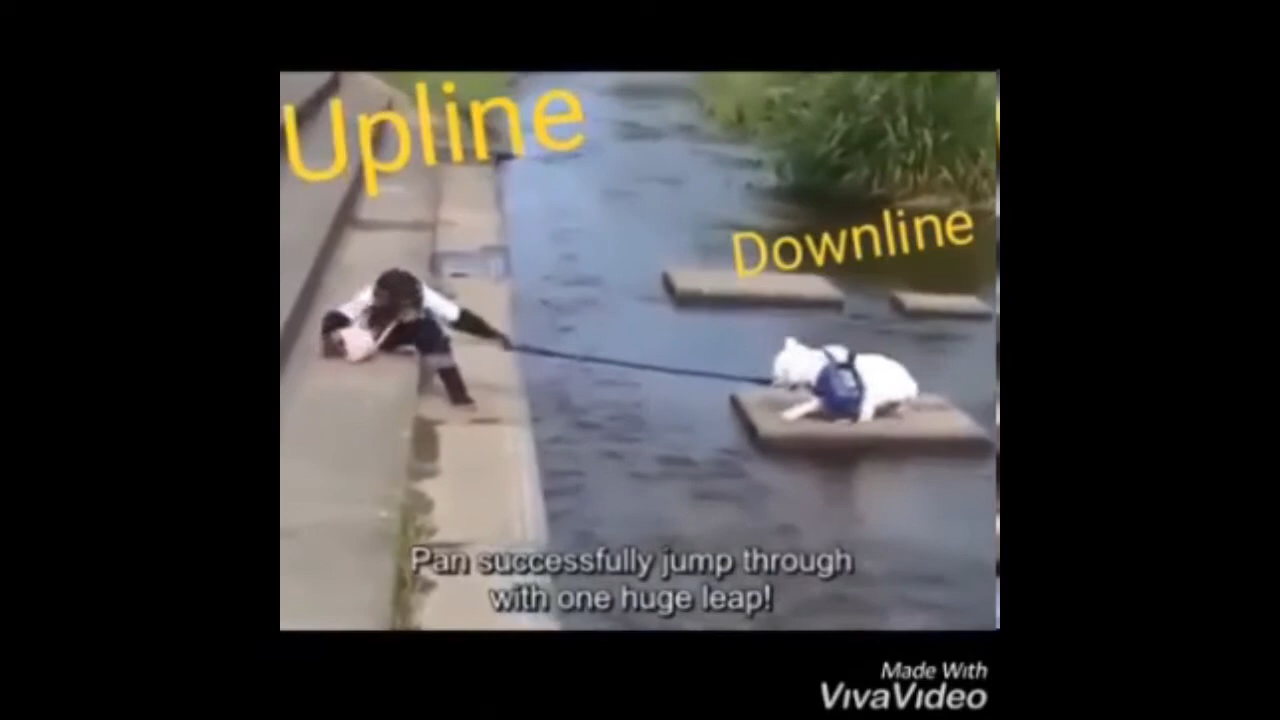 Upline
Downline
Pan successfully jump through
with one huge leap!
Made With
VivaVideo